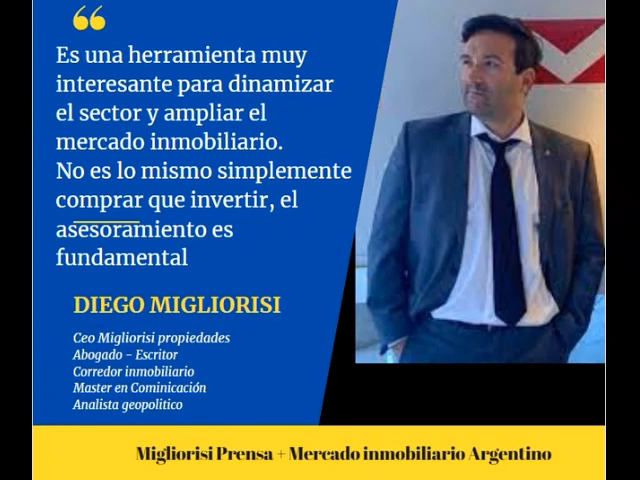 Es una herramienta muy
interesante para dinamizar
el sector y ampliar el
mercado inmobiliario.
No es lo mismo simplemente
comprar que invertir, el
asesoramiento es
fundamental
DIEGO MIGLIORISI
Ceo Migliorisi propiedades
Abogado - Escritor
Corredor inmobiliario
Master en Cominicación
Analista geopolitico
Migliorisi Prensa + Mercado inmobiliario Argentino